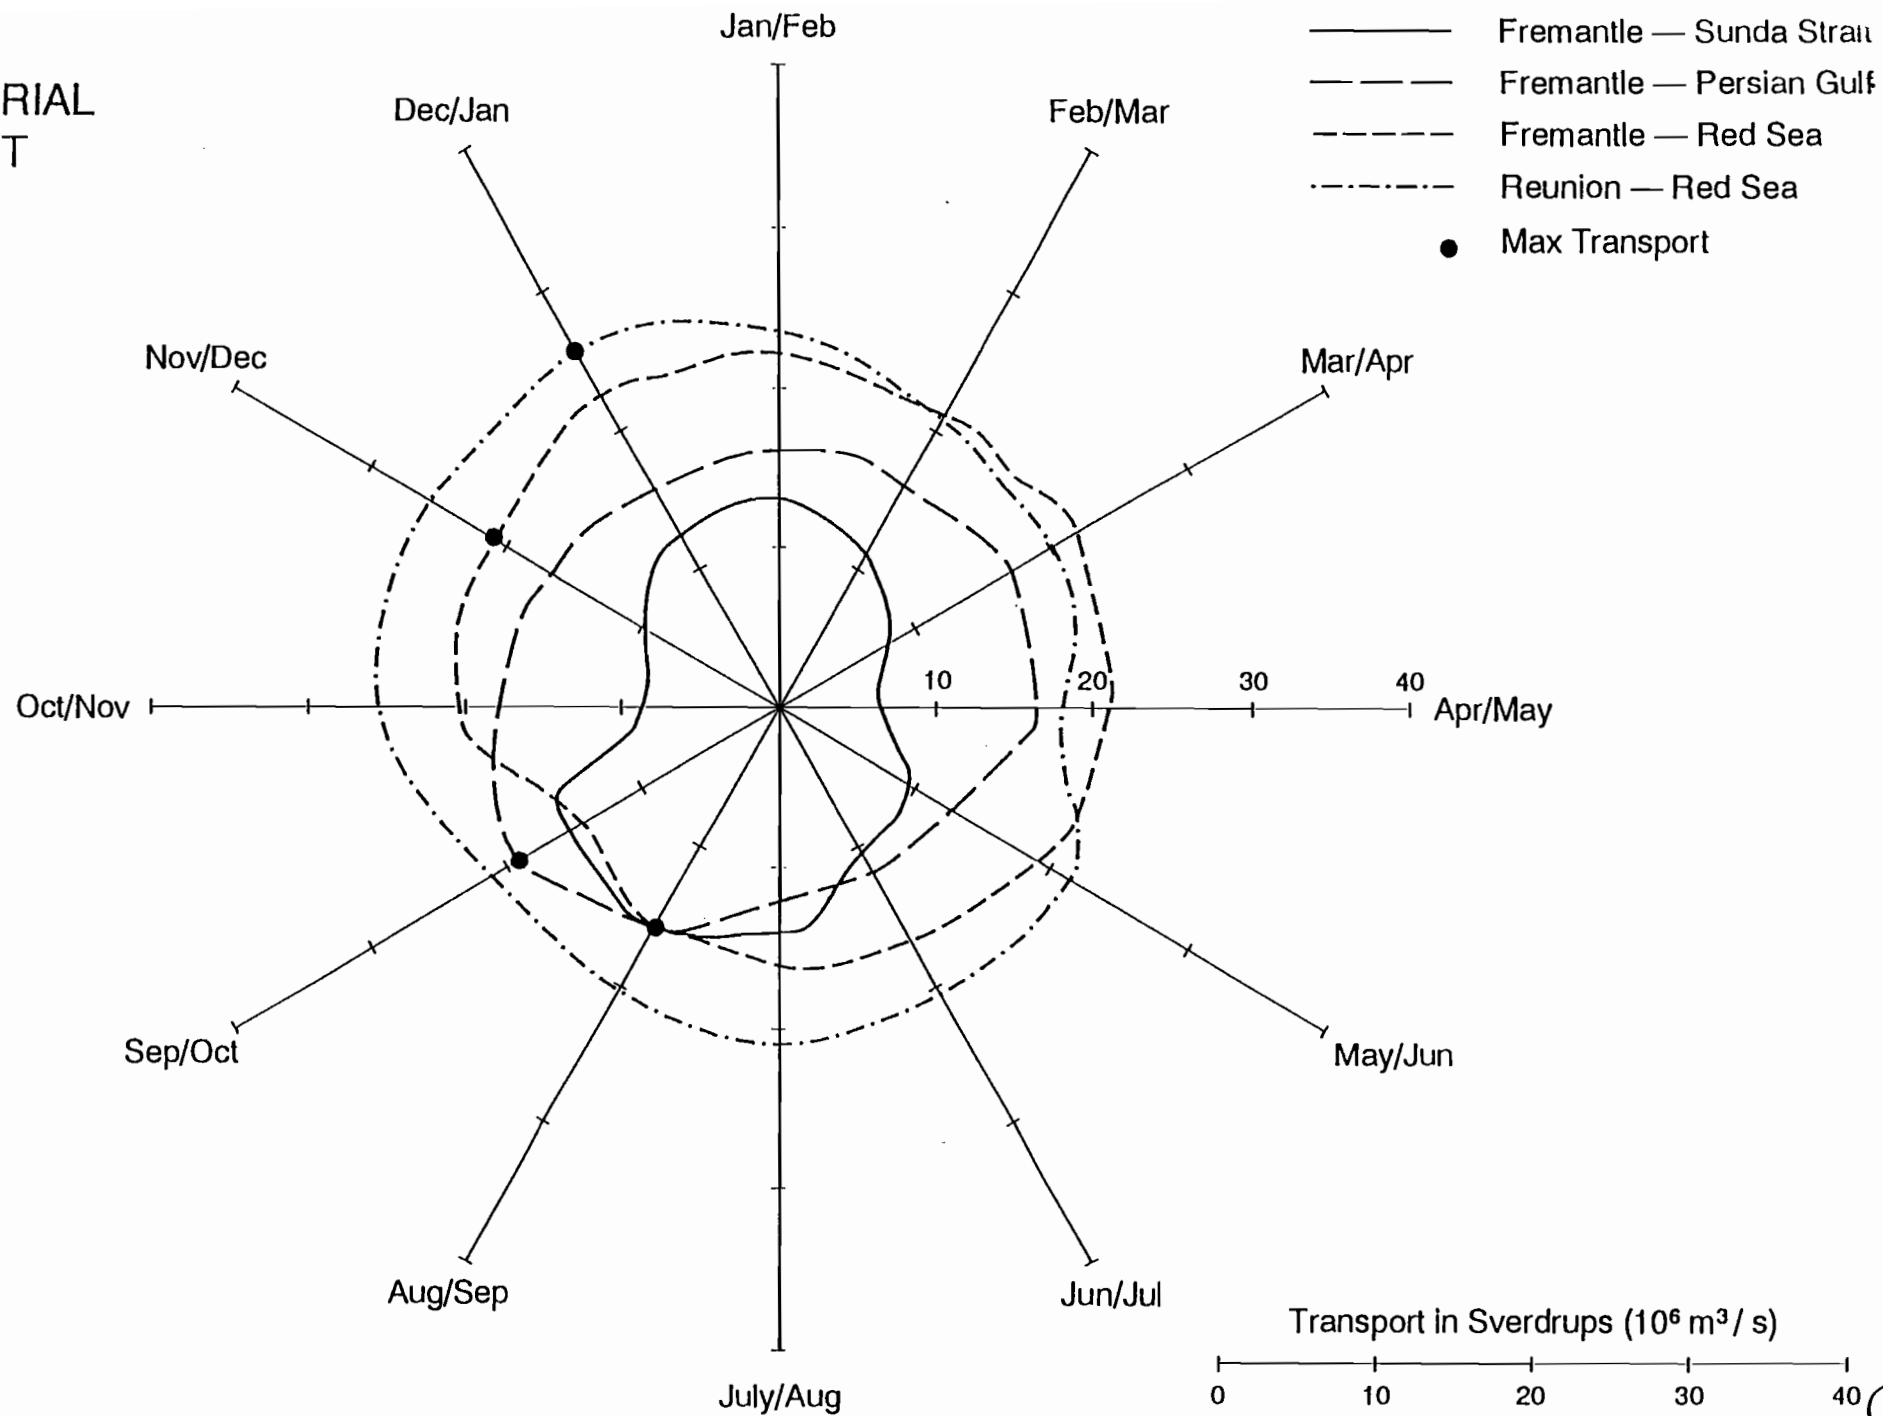 RIAL
T
Jan/Feb
Dec/Jan
Feb/Mar
Nov/Dec
Mar/Apr
Oct/Nov
10
20
30
40
Apr/May
Sep/Oct
May/Jun
Aug/Sep
Jun/Jul
July/Aug
Fremantle — Sunda Strait
Fremantle — Persian Gulf
Fremantle — Red Sea
Reunion — Red Sea
Max Transport
Transport in Sverdrups (10⁶ m³/ s)
0 10 20 30 40